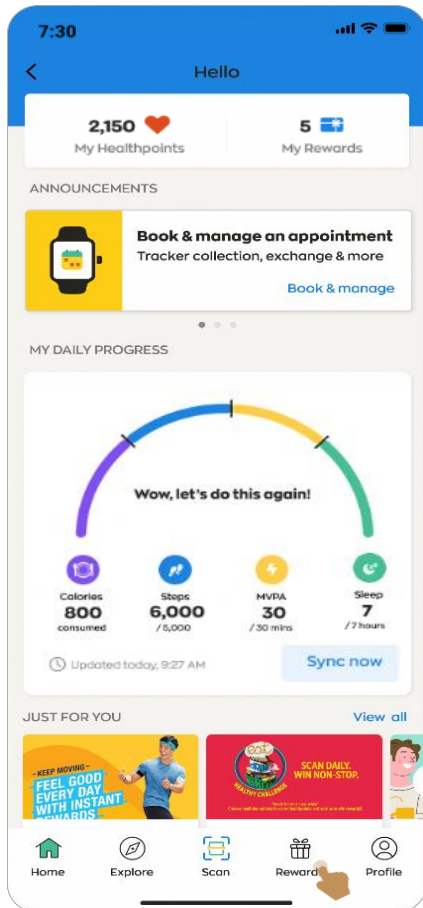 7:30
Hello
2,150
My Healthpoints
5
My Rewards
ANNOUNCEMENTS
Book & manage an appointment
Tracker collection, exchange & more
Book & manage
MY DAILY PROGRESS
Wow, let's do this again!
Calories
800
consumed
Steps
6,000
/5,000
MVPA
30
/30 mins
Sleep
7
/7 hours
Updated today, 9:27 AM
Sync now
JUST FOR YOU
View all
- KEEP MOVING -
FEEL GOOD
EVERY DAY
WITH INSTANT
REWARDS
eat
HEALTHY CHALLENGE
SCAN DAILY.
WIN NON-STOP.
Home
Explore
Scan
Reward
Profile